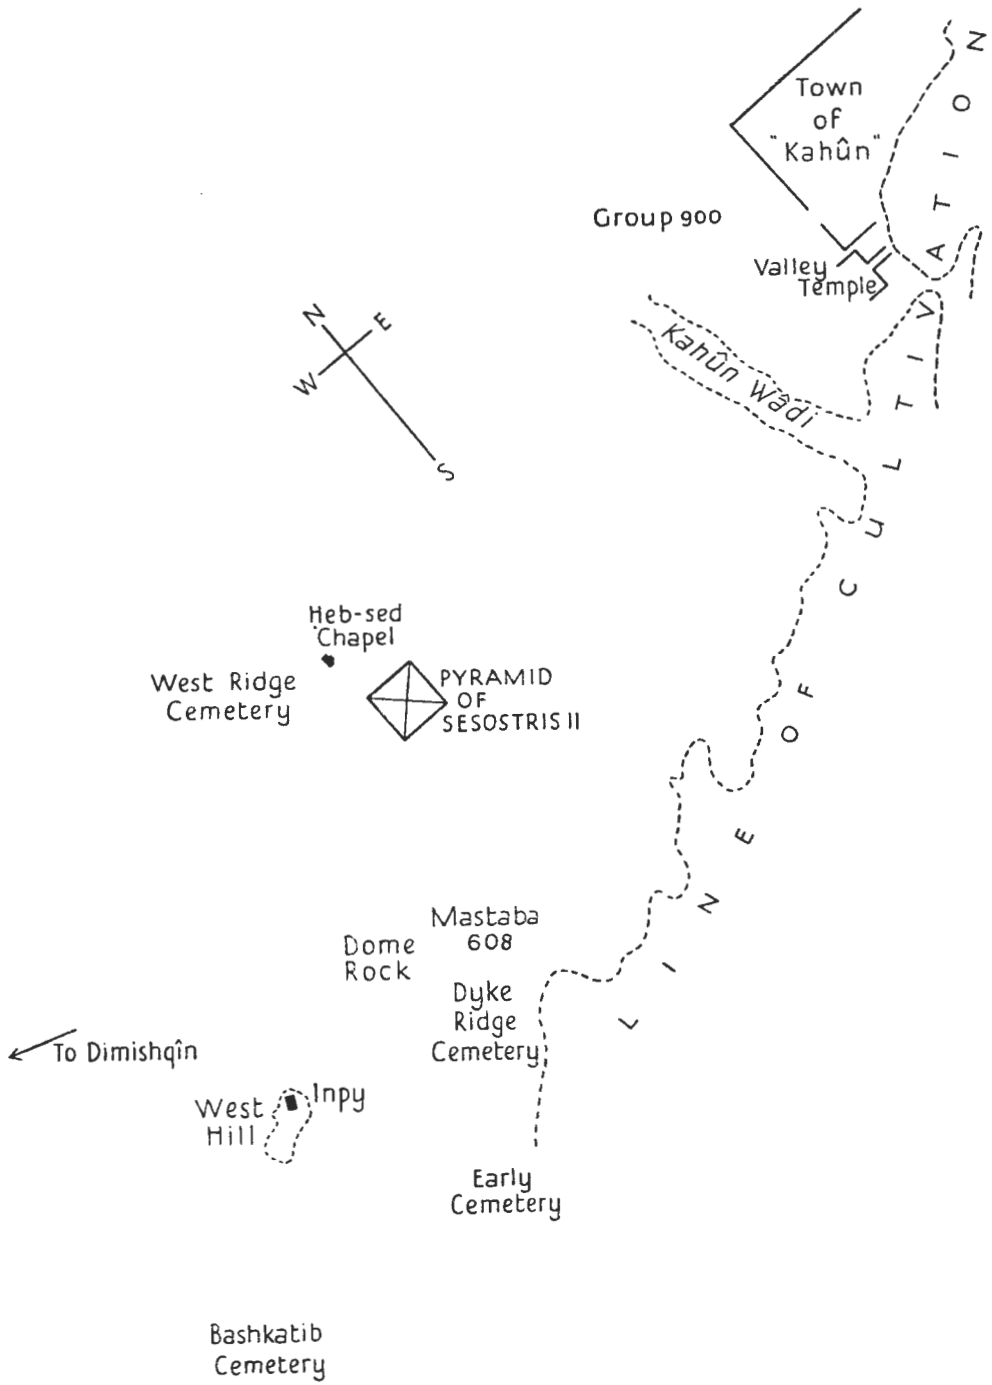 Town
of
"Kahûn"
Group 900
Valley
Temple
Kahûn Wâdi
N
E
W
S
Heb-sed
Chapel
West Ridge
Cemetery
PYRAMID
OF
SESOSTRIS II
LINE OF CULTIVATION
Mastaba
608
Dome
Rock
Dyke
Ridge
Cemetery
To Dimishqîn
Inpy
West
Hill
Early
Cemetery
Bashkatib
Cemetery